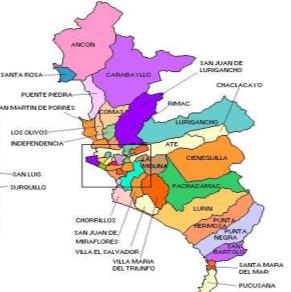 ANCON
SANTA ROSA
CARABAYLLO
SAN JUAN DE
LURIGANCHO
PUENTE PIEDRA
CHACLACAYO
SAN MARTIN DE PORRES
COMAS
RIMAC
LURIGANCHO
LOS OLIVOS
INDEPENDENCIA
ATE
CIENEGUILLA
MOLINA
SAN LUIS
PACHACAMAC
SURQUILLO
LURIN
CHORRILLOS
PUNTA
HERMOSA
SAN JUAN DE
MIRAFLORES
PUNTA
NEGRA
VILLA EL SALVADOR
SAN
BARTOLO
VILLA MARIA
DEL TRIUNFO
SANTA MARIA
DEL MAR
PUCUSANA